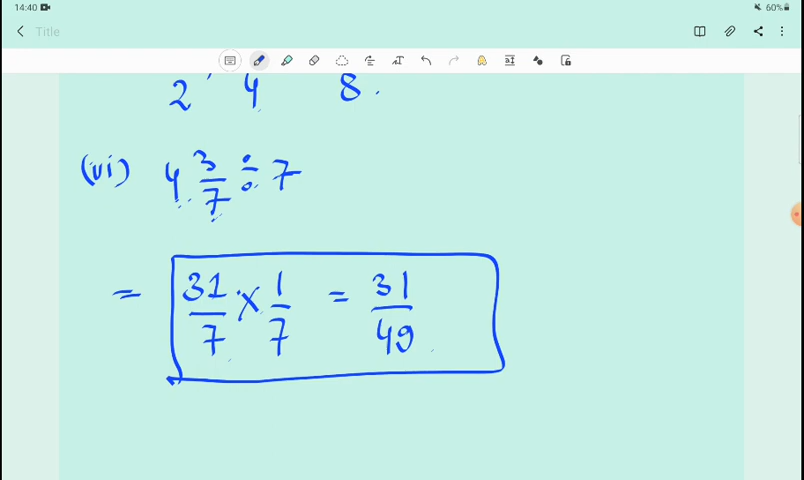 14:40 60%
Title
2 4 8.
(vi) 4 3/7 ÷ 7
= 31/7 × 1/7 = 31/49